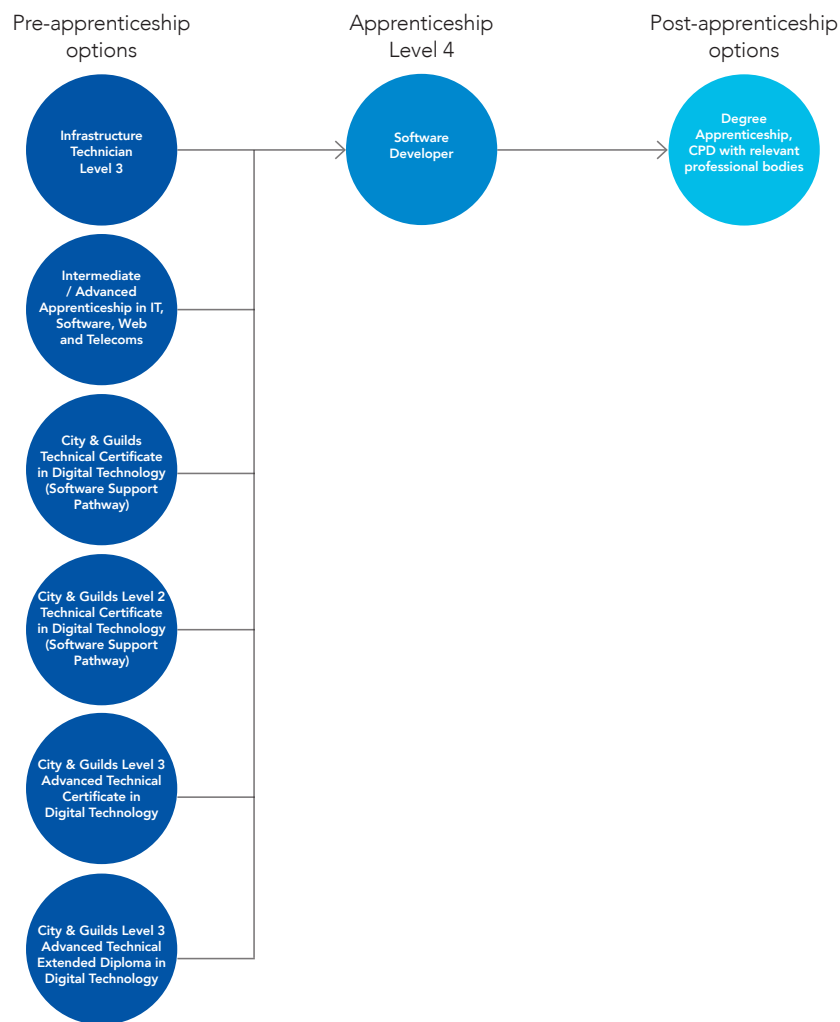 Pre-apprenticeship
options
Apprenticeship
Level 4
Post-apprenticeship
options
Infrastructure
Technician
Level 3
Software
Developer
Degree
Apprenticeship,
CPD with relevant
professional bodies
Intermediate
/ Advanced
Apprenticeship in IT,
Software, Web
and Telecoms
City & Guilds
Technical Certificate
in Digital Technology
(Software Support
Pathway)
City & Guilds Level 2
Technical Certificate
in Digital Technology
(Software Support
Pathway)
City & Guilds Level 3
Advanced Technical
Certificate in
Digital Technology
City & Guilds Level 3
Advanced Technical
Extended Diploma in
Digital Technology